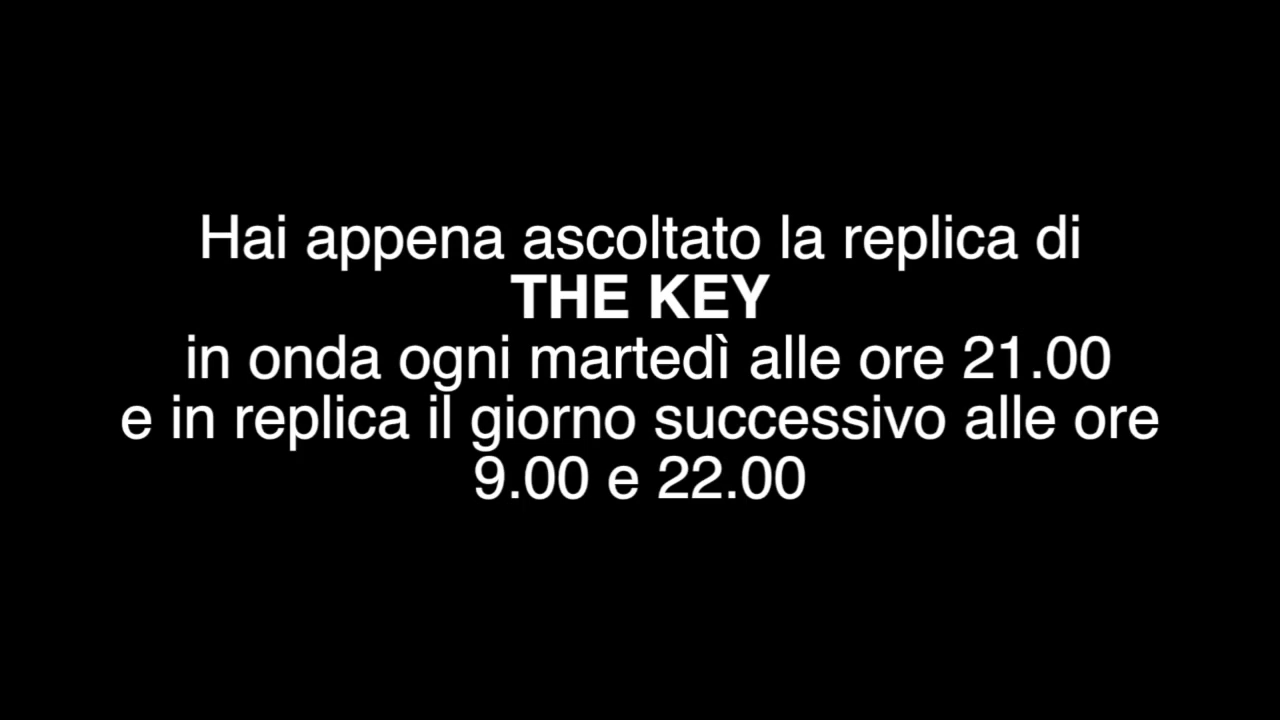 Hai appena ascoltato la replica di
THE KEY
in onda ogni martedì alle ore 21.00
e in replica il giorno successivo alle ore
9.00 e 22.00